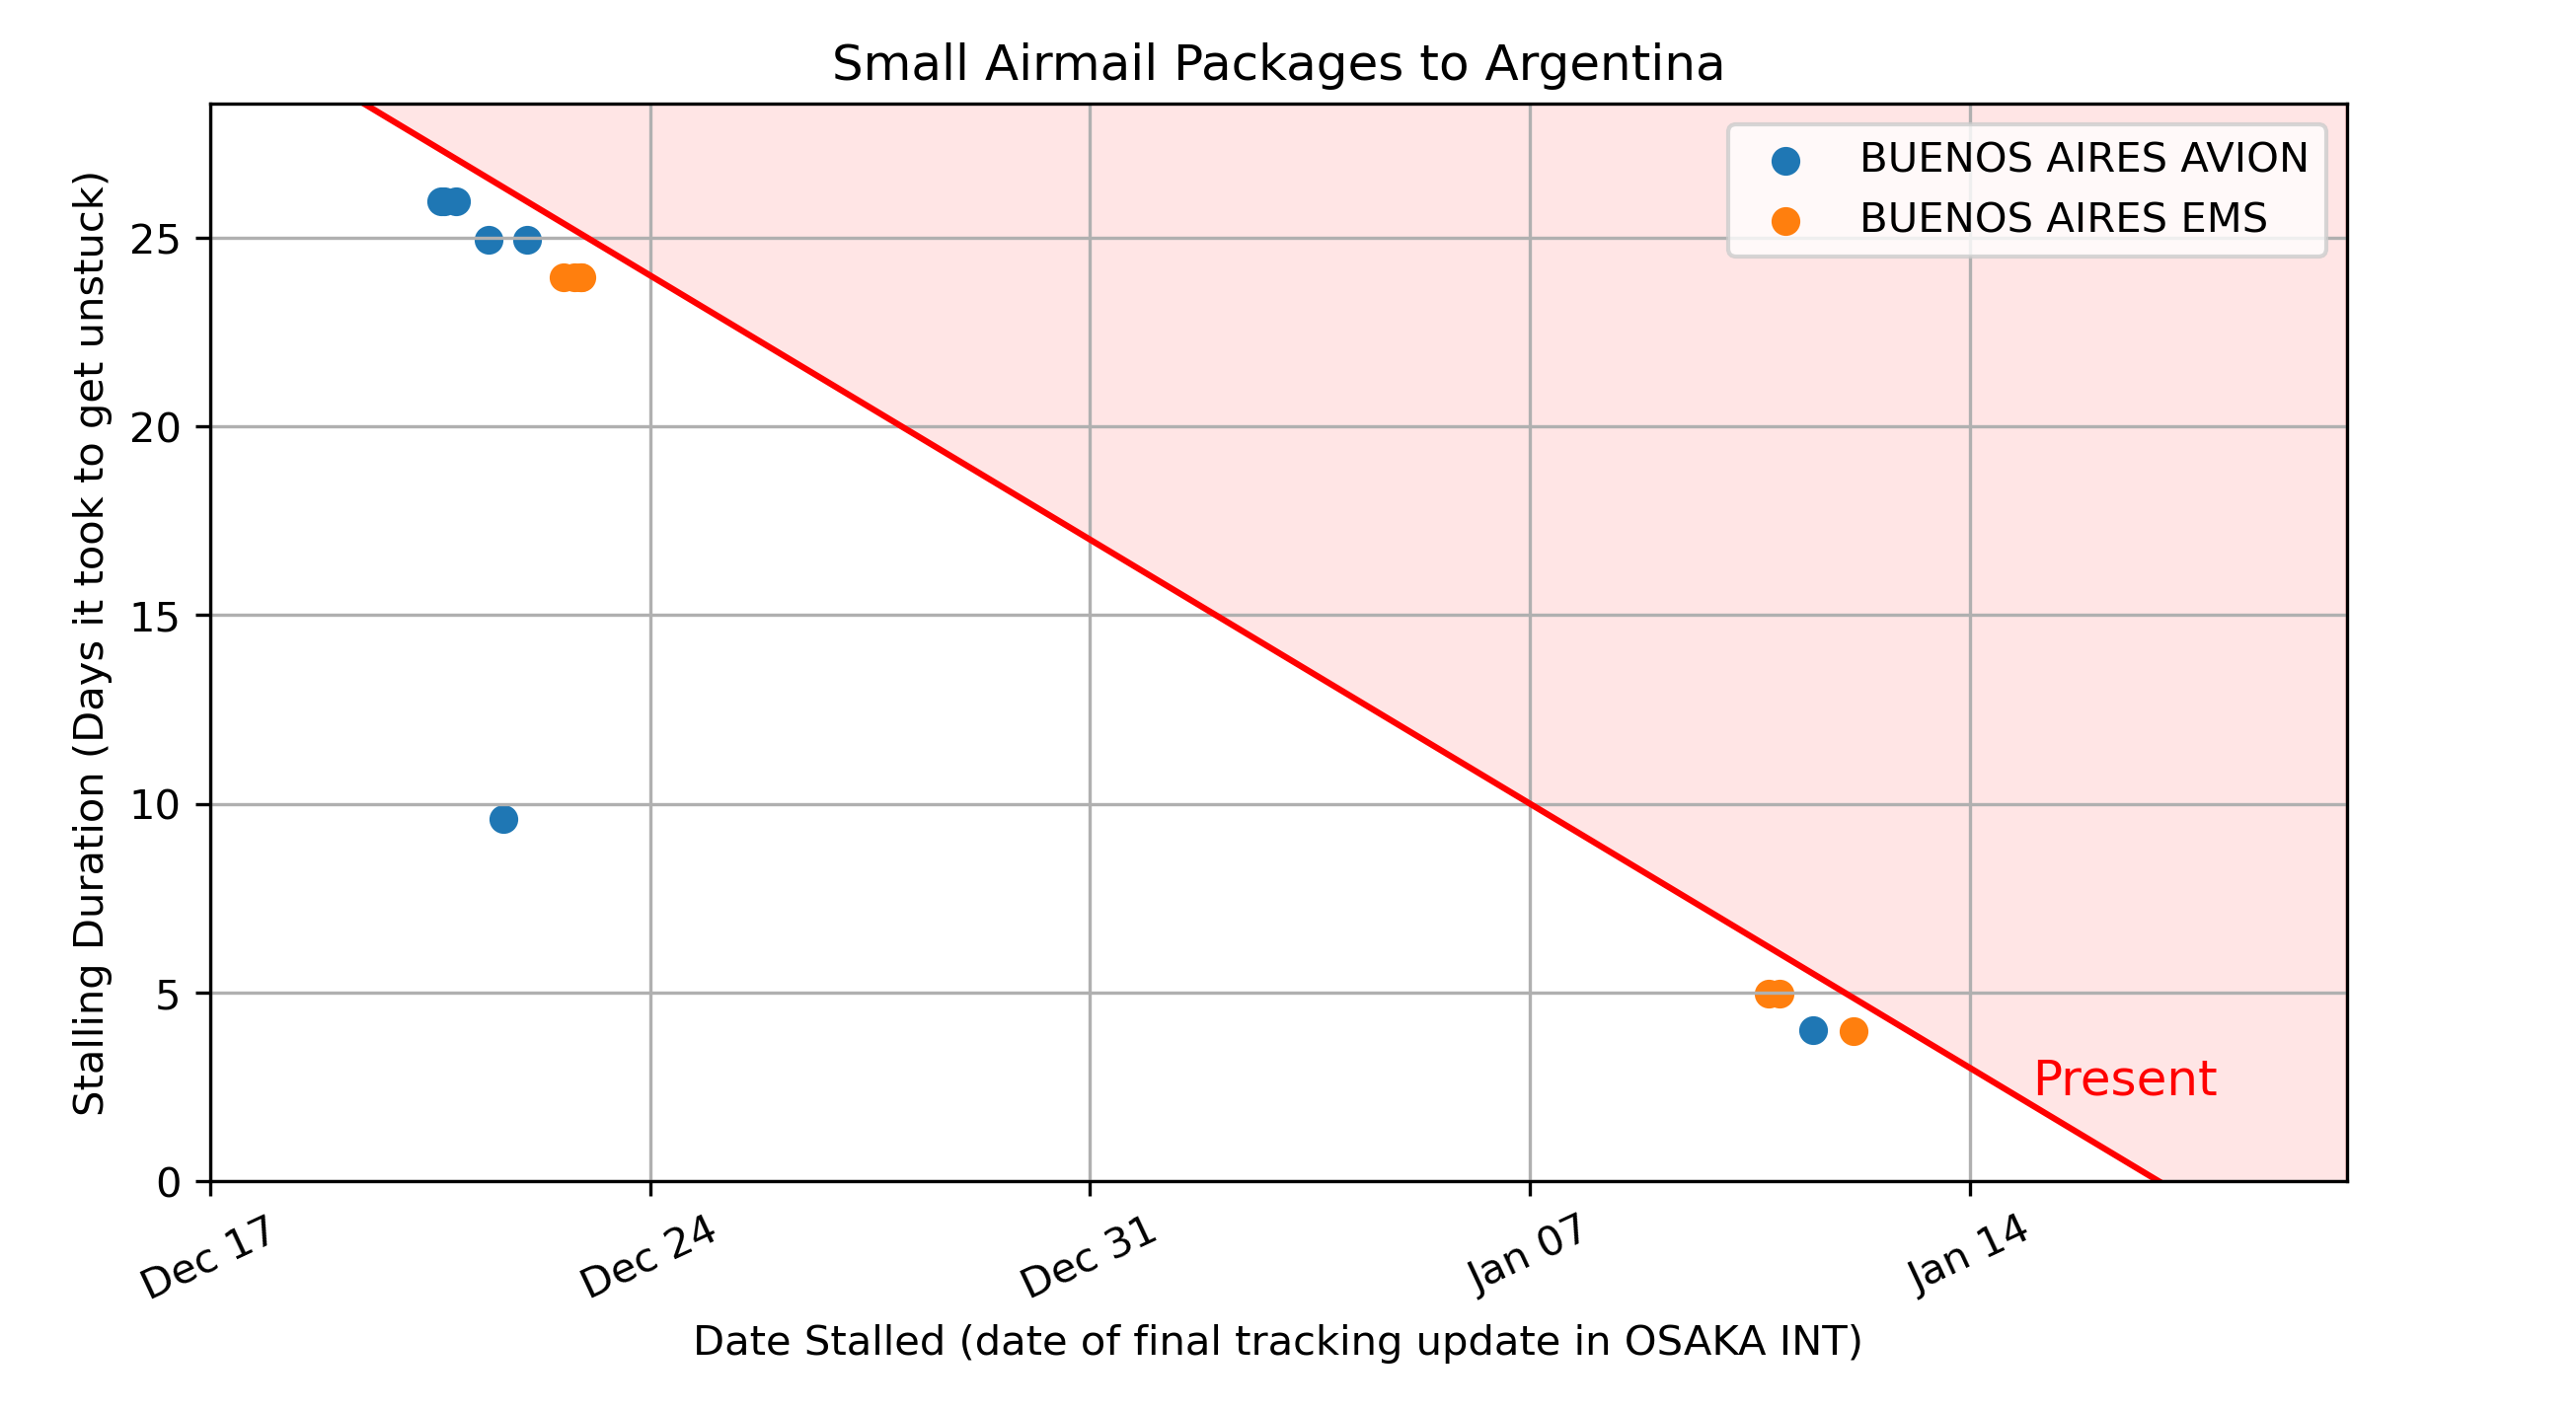 Small Airmail Packages to Argentina
BUENOS AIRES AVION
BUENOS AIRES EMS
Stalling Duration (Days it took to get unstuck)
25
20
15
10
5
0
Present
Dec 17
Dec 24
Dec 31
Jan 07
Jan 14
Date Stalled (date of final tracking update in OSAKA INT)